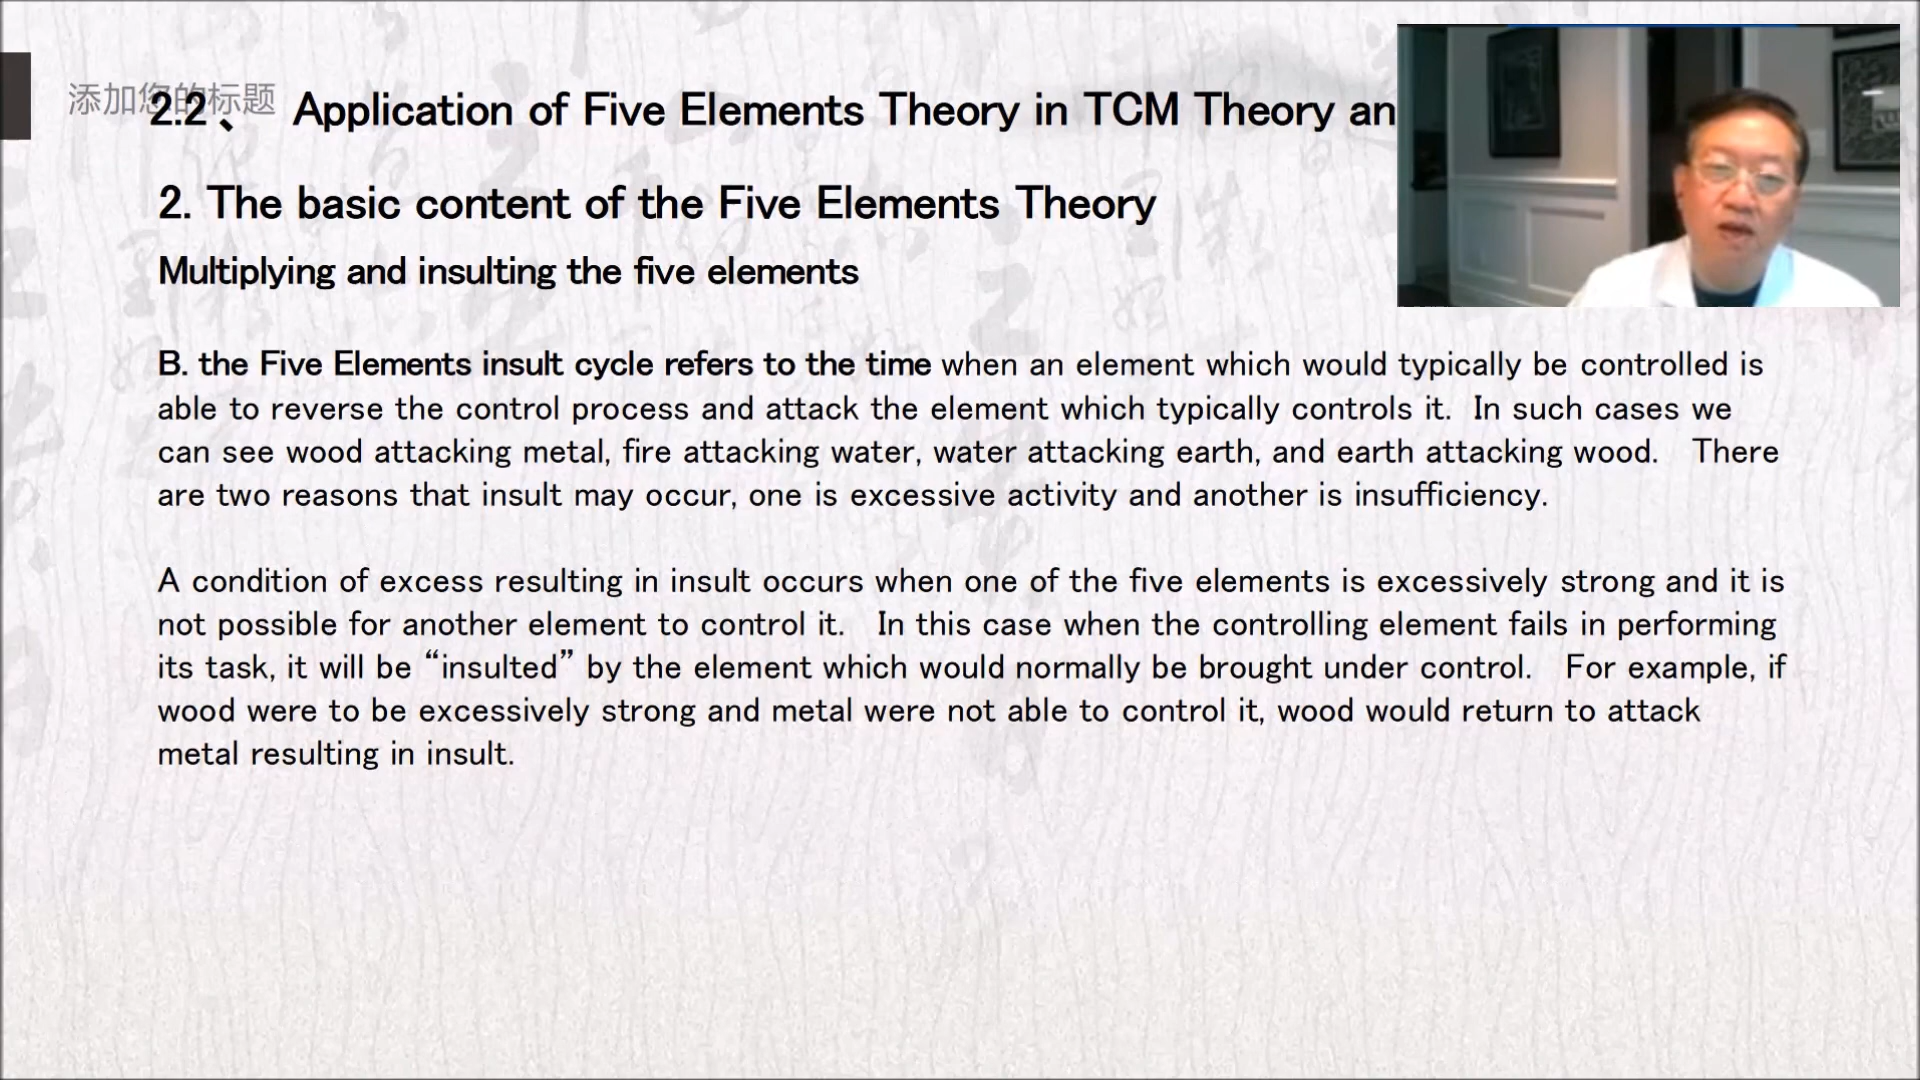 添加您的标题
2.2、 Application of Five Elements Theory in TCM Theory an
2. The basic content of the Five Elements Theory
Multiplying and insulting the five elements
B. the Five Elements insult cycle refers to the time when an element which would typically be controlled is
able to reverse the control process and attack the element which typically controls it. In such cases we
can see wood attacking metal, fire attacking water, water attacking earth, and earth attacking wood. There
are two reasons that insult may occur, one is excessive activity and another is insufficiency.
A condition of excess resulting in insult occurs when one of the five elements is excessively strong and it is
not possible for another element to control it. In this case when the controlling element fails in performing
its task, it will be “insulted” by the element which would normally be brought under control. For example, if
wood were to be excessively strong and metal were not able to control it, wood would return to attack
metal resulting in insult.